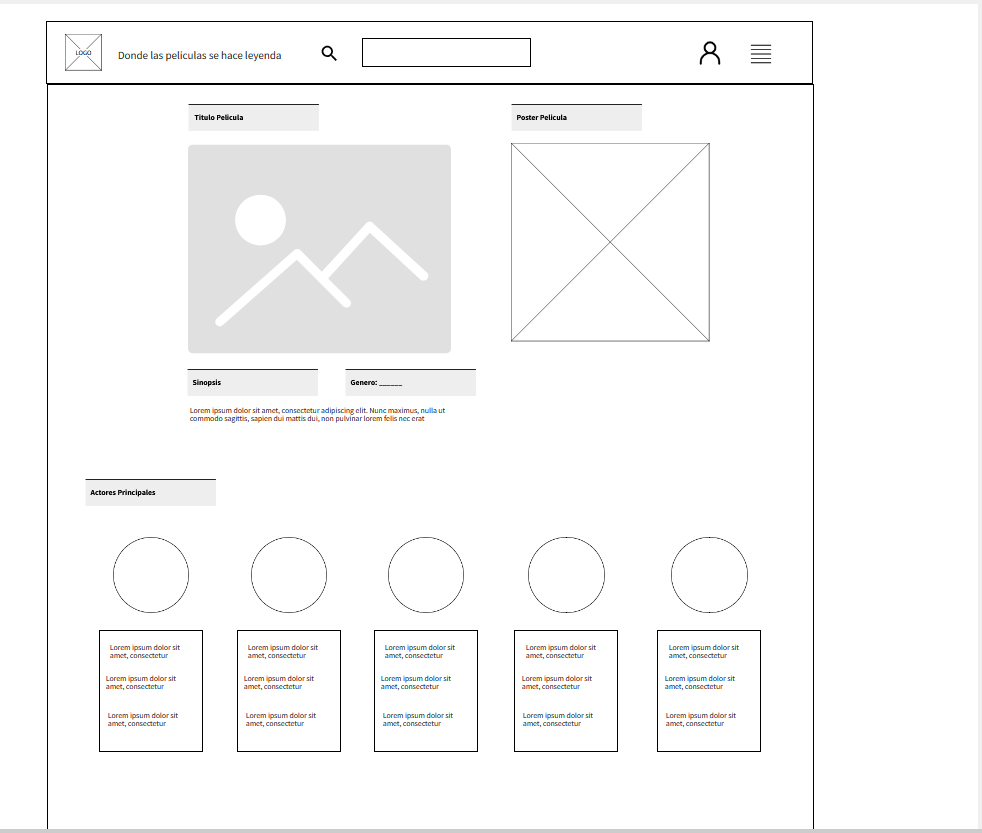 LOGO
Donde las peliculas se hace leyenda
Titulo Pelicula
Poster Pelicula
Sinopsis
Genero: ______
Lorem ipsum dolor sit amet, consectetur adipiscing elit. Nunc maximus, nulla ut
commodo sagittis, sapien dui mattis dui, non pulvinar lorem felis nec erat
Actores Principales
Lorem ipsum dolor sit
amet, consectetur
Lorem ipsum dolor sit
amet, consectetur
Lorem ipsum dolor sit
amet, consectetur
Lorem ipsum dolor sit
amet, consectetur
Lorem ipsum dolor sit
amet, consectetur
Lorem ipsum dolor sit
amet, consectetur
Lorem ipsum dolor sit
amet, consectetur
Lorem ipsum dolor sit
amet, consectetur
Lorem ipsum dolor sit
amet, consectetur
Lorem ipsum dolor sit
amet, consectetur
Lorem ipsum dolor sit
amet, consectetur
Lorem ipsum dolor sit
amet, consectetur
Lorem ipsum dolor sit
amet, consectetur
Lorem ipsum dolor sit
amet, consectetur
Lorem ipsum dolor sit
amet, consectetur